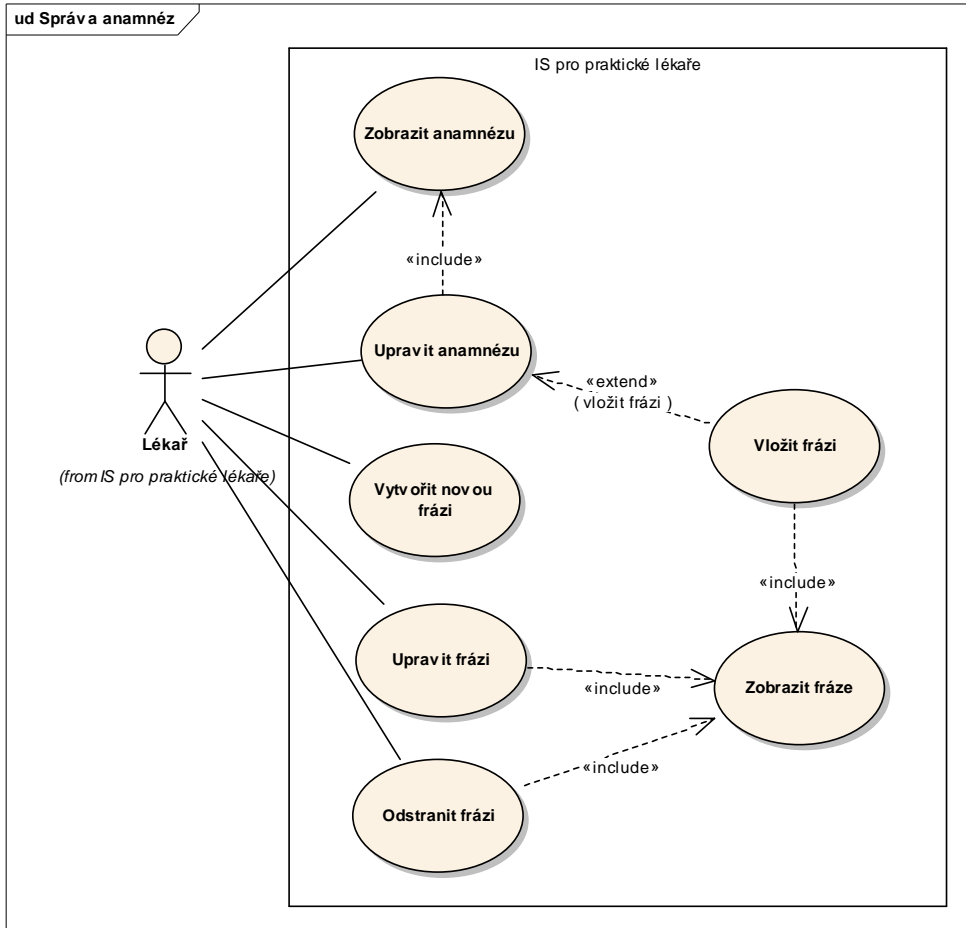 ud Správa anamnéz
IS pro praktické lékaře
Zobrazit anamnézu
«include»
Upravit anamnézu
«extend»
( vložit frázi )
Vložit frázi
Lékař
(from IS pro praktické lékaře)
Vytvořit novou
frázi
«include»
Upravit frázi
«include»
Zobrazit fráze
«include»
Odstranit frázi